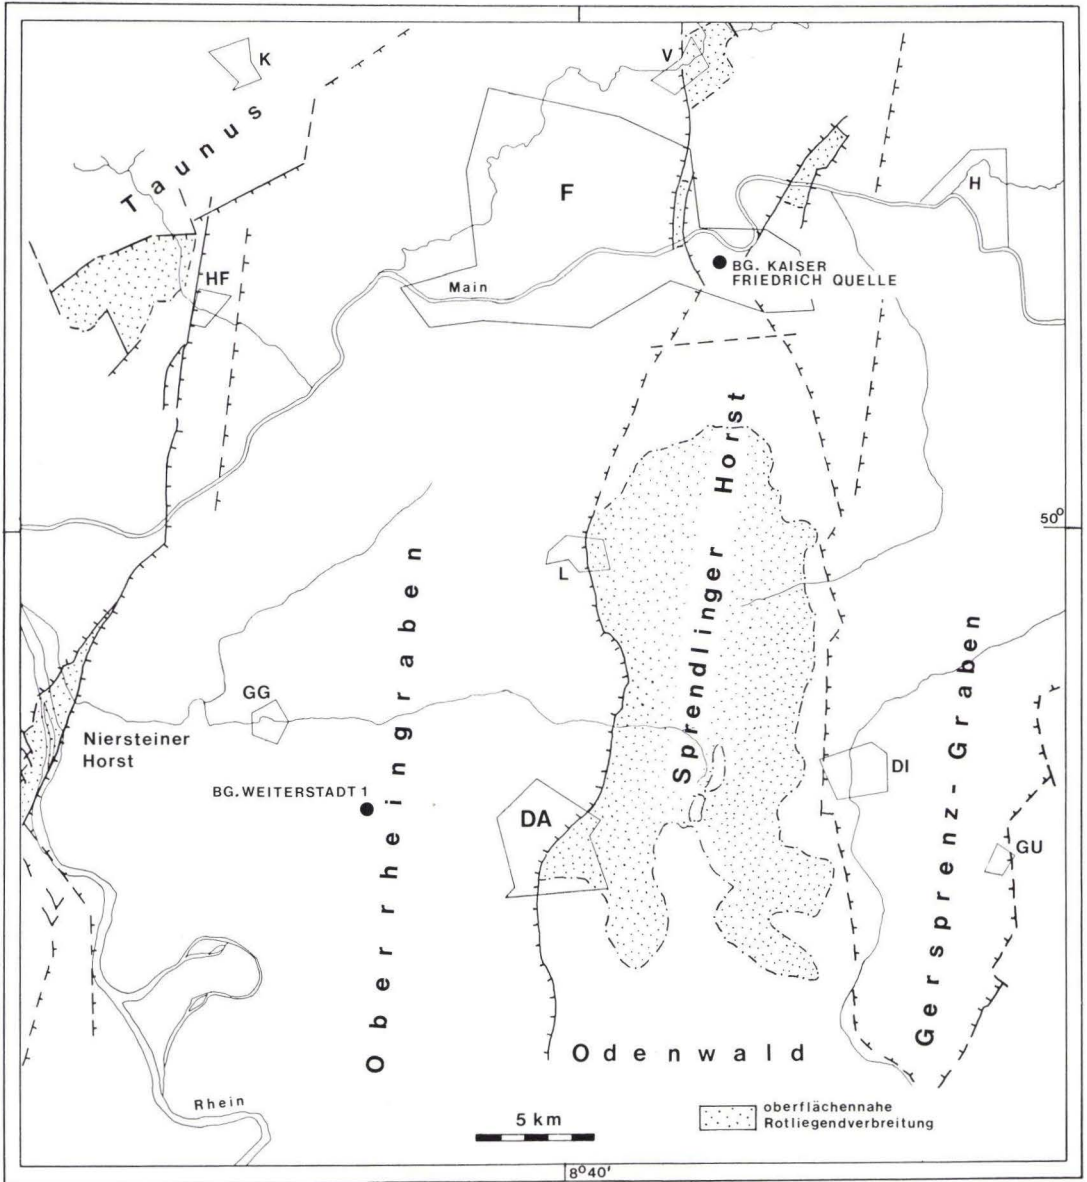 K
V
Taunus
F
H
HF
Main
BG. KAISER
FRIEDRICH QUELLE
Sprendlinger Horst
50°
Oberrheingraben
L
Gersprenz-Graben
GG
Niersteiner
Horst
BG. WEITERSTADT 1
DA
DI
GU
Odenwald
Rhein
5 km
oberflächennahe
Rotliegendverbreitung
8°40'